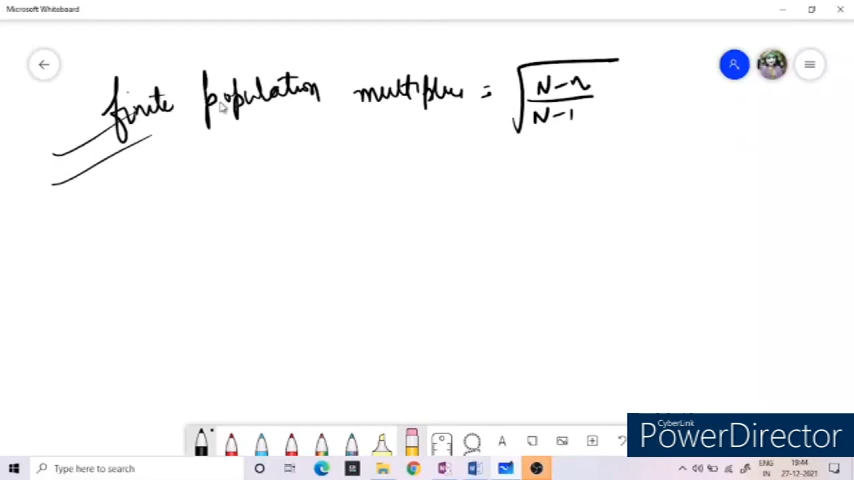 Microsoft Whiteboard
finite population multiplier = √(N-n / N-1)
CyberLink
PowerDirector
Type here to search
ENG
IN
19:44
27-12-2021